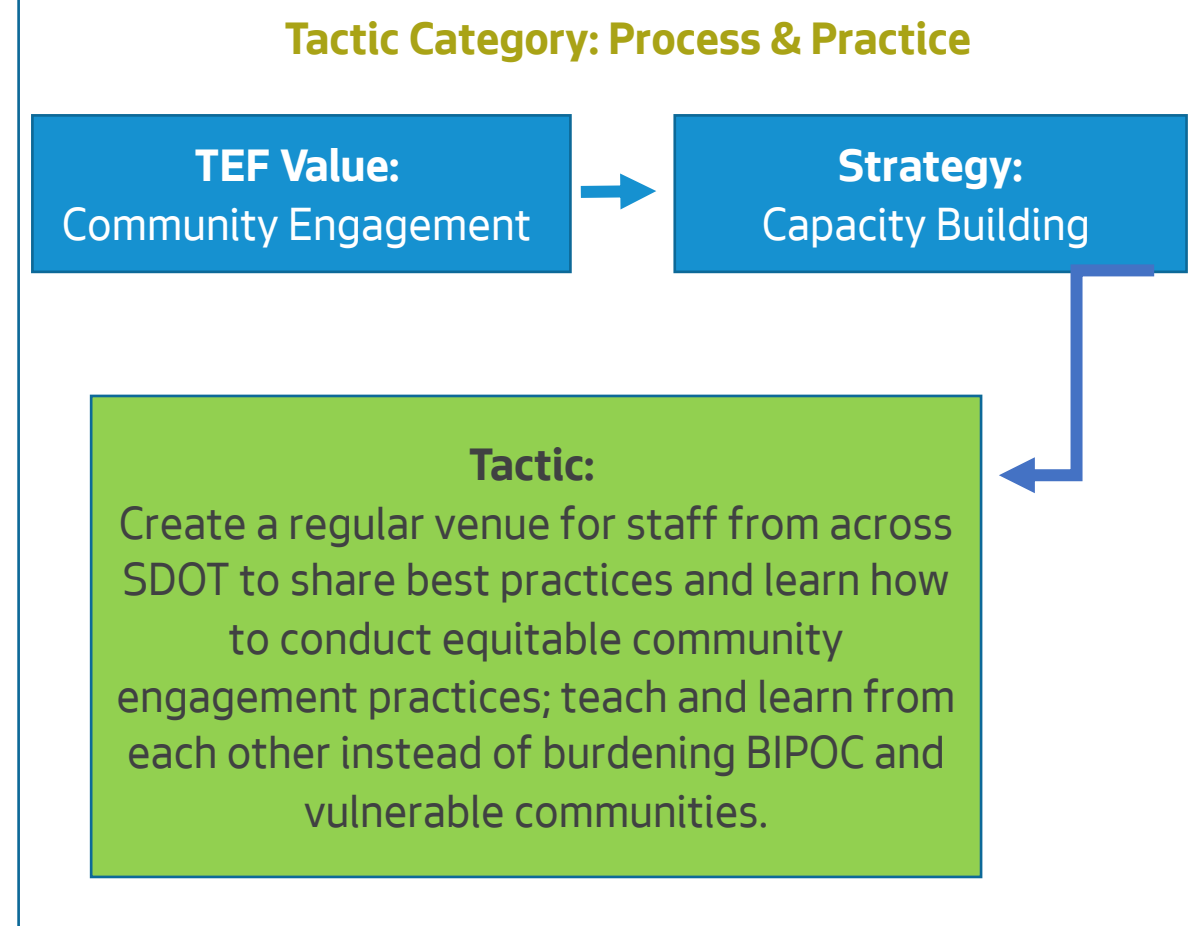 Tactic Category: Process & Practice
TEF Value:
Community Engagement
Strategy:
Capacity Building
Tactic:
Create a regular venue for staff from across
SDOT to share best practices and learn how
to conduct equitable community
engagement practices; teach and learn from
each other instead of burdening BIPOC and
vulnerable communities.